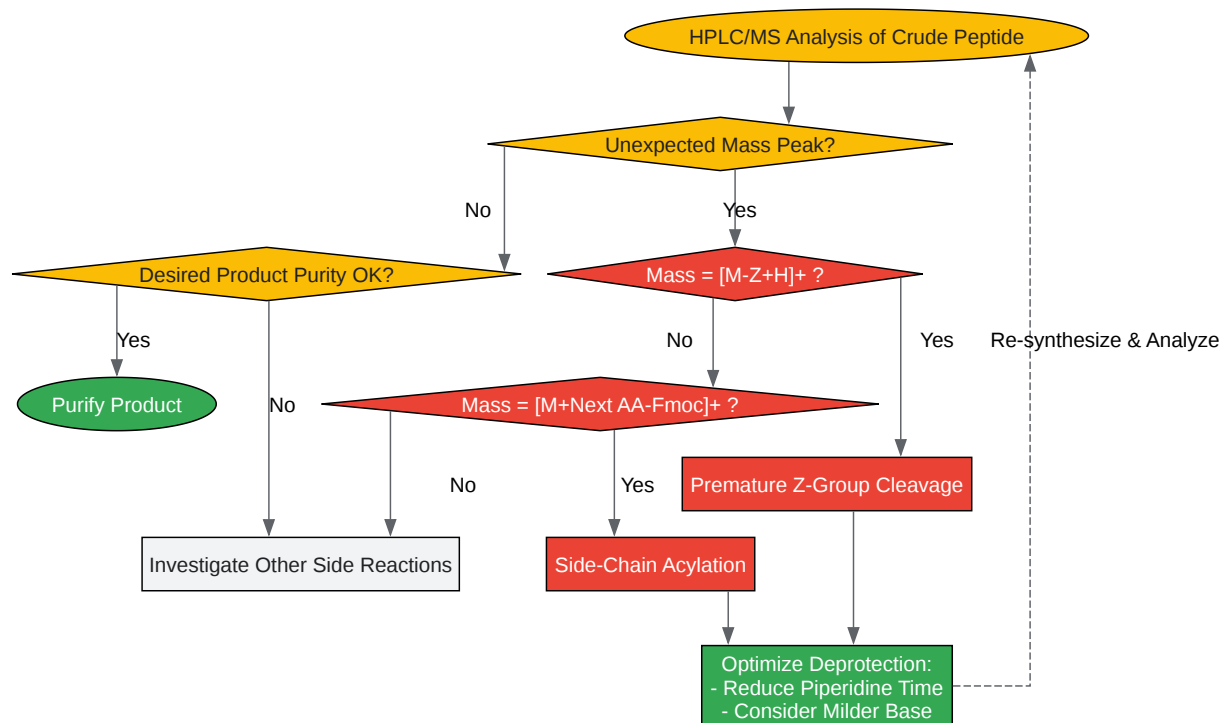 HPLC/MS Analysis of Crude Peptide
Unexpected Mass Peak?
No
Yes
Desired Product Purity OK?
Mass = [M-Z+H]+ ?
Yes
No
Yes
Re-synthesize & Analyze
Purify Product
No
Mass = [M+Next AA-Fmoc]+ ?
No
Yes
Premature Z-Group Cleavage
Investigate Other Side Reactions
Side-Chain Acylation
Optimize Deprotection:
- Reduce Piperidine Time
- Consider Milder Base